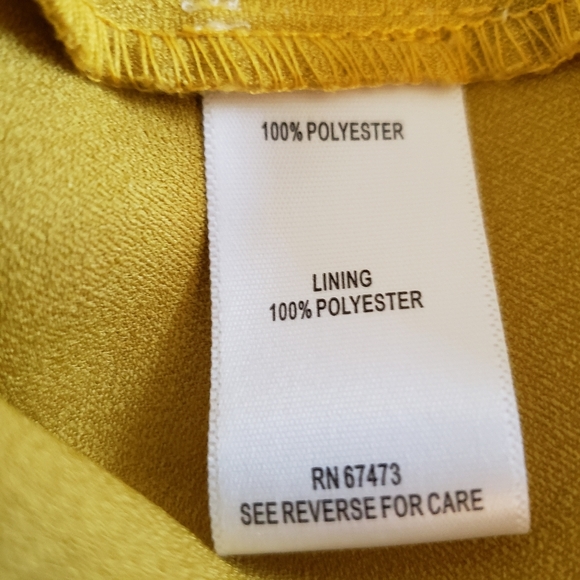 100% POLYESTER
LINING
100% POLYESTER
RN 67473
SEE REVERSE FOR CARE